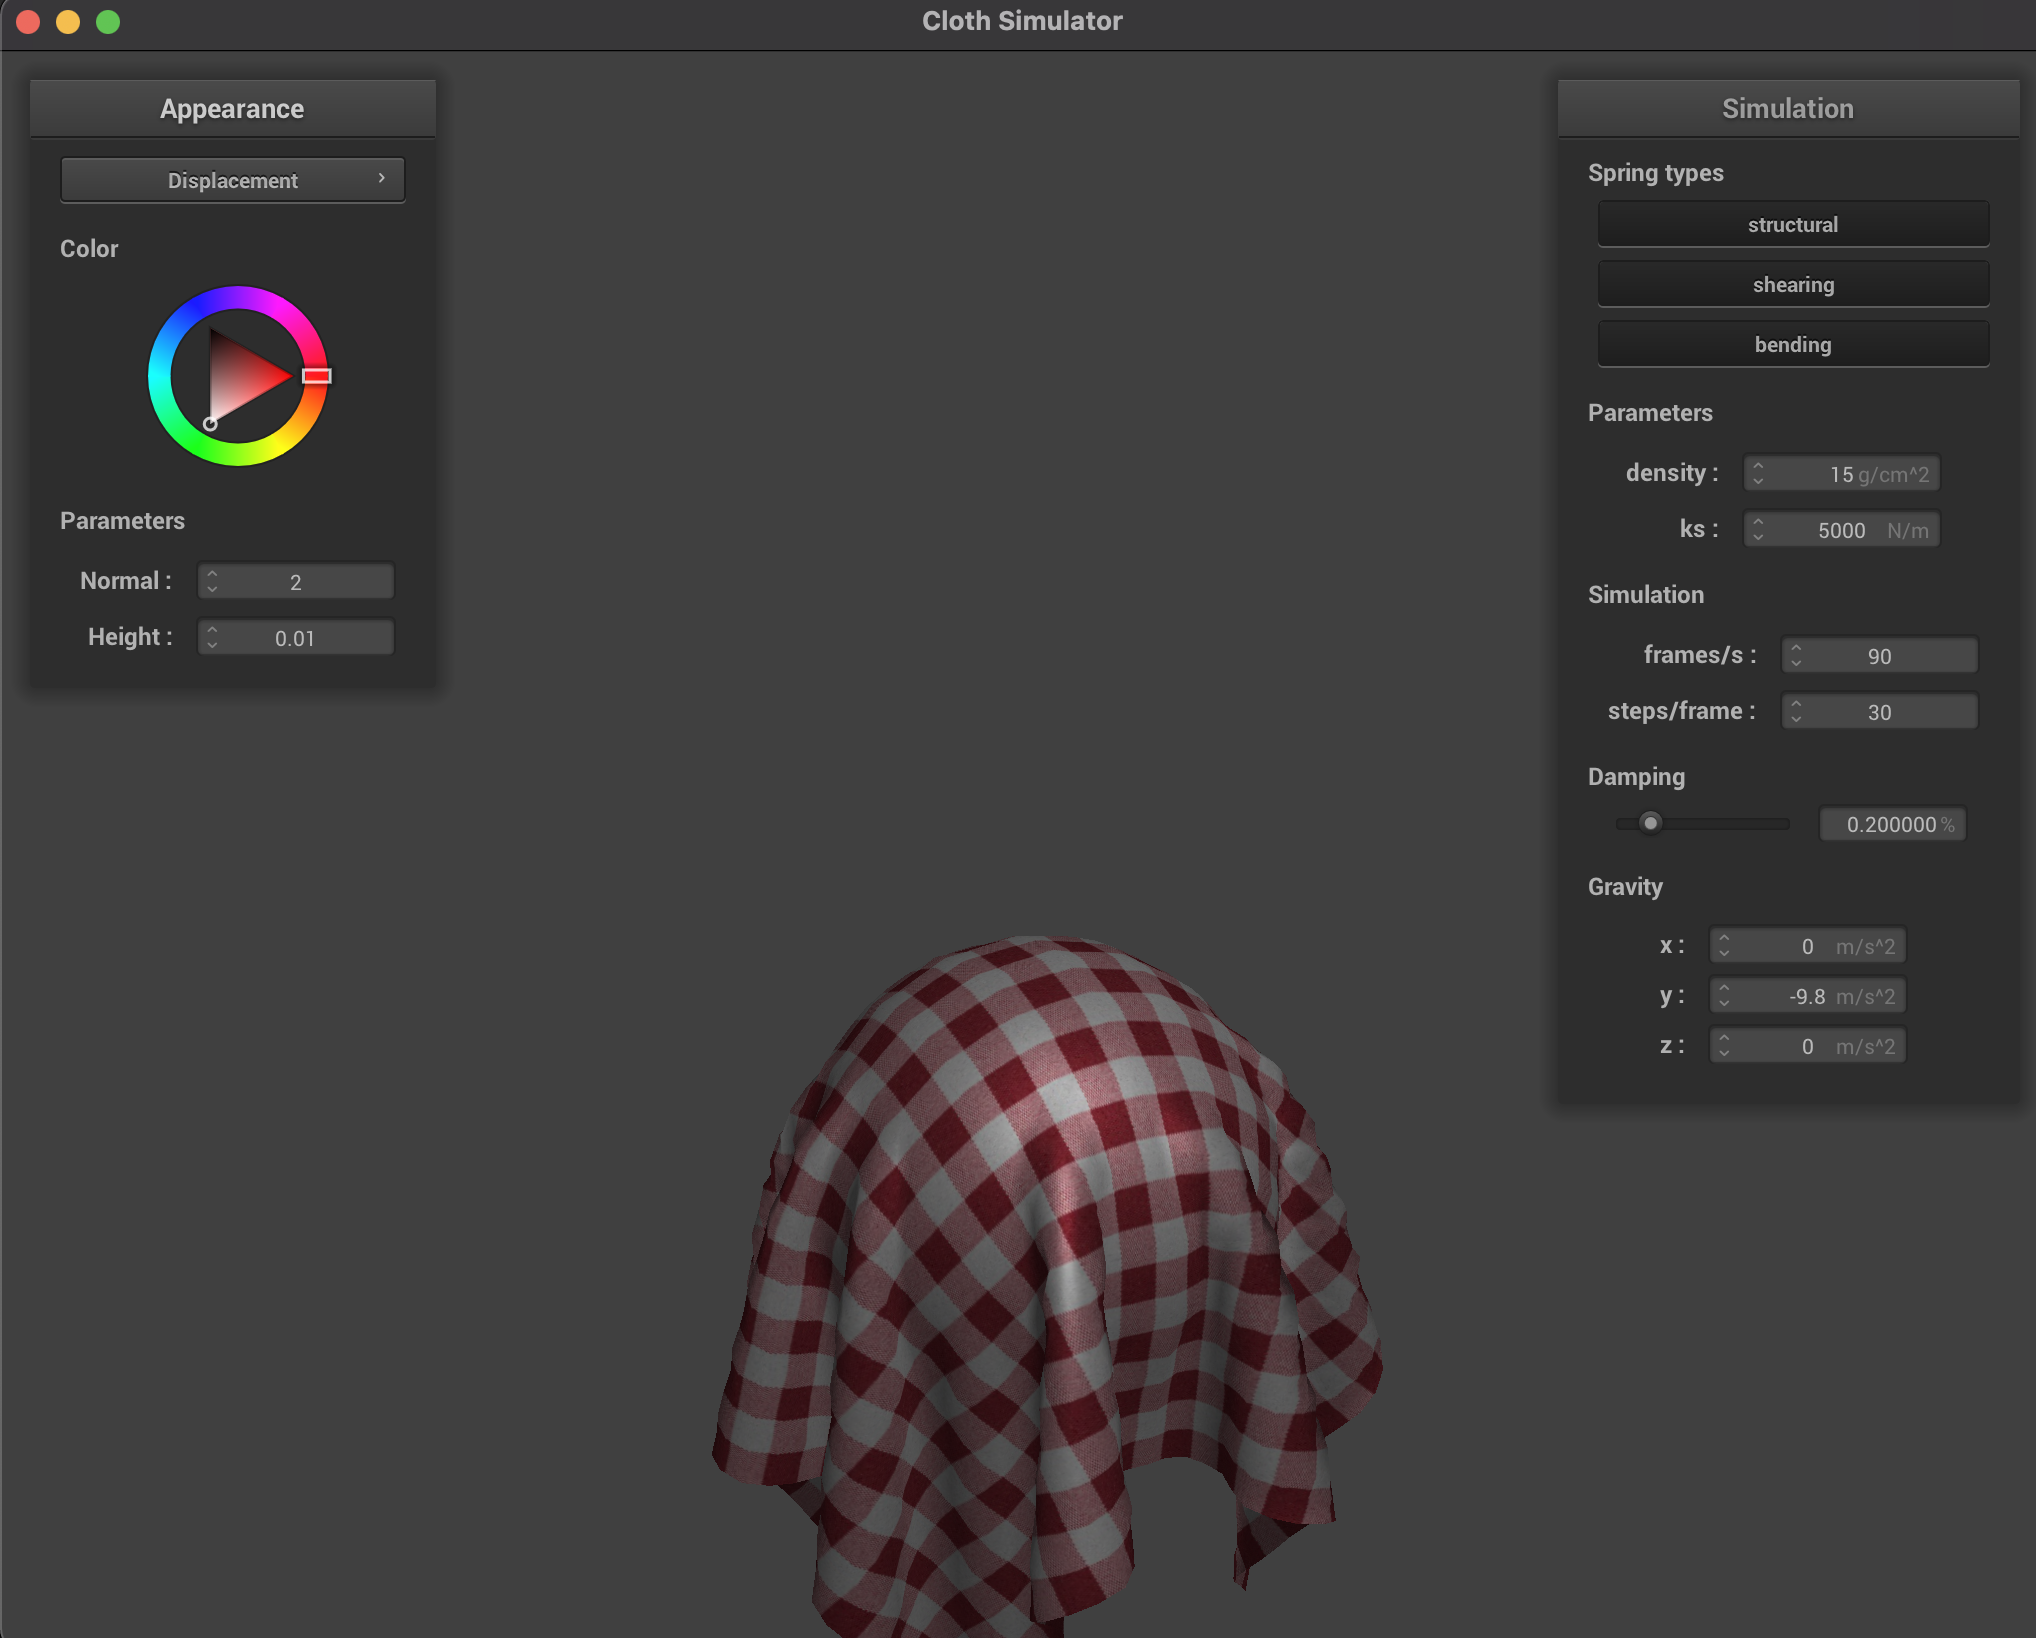 Cloth Simulator
Appearance
Displacement
Color
Parameters
Normal : 2
Height : 0.01
Simulation
Spring types
structural
shearing
bending
Parameters
density : 15 g/cm^2
ks : 5000 N/m
Simulation
frames/s : 90
steps/frame : 30
Damping
0.200000 %
Gravity
x : 0 m/s^2
y : -9.8 m/s^2
z : 0 m/s^2